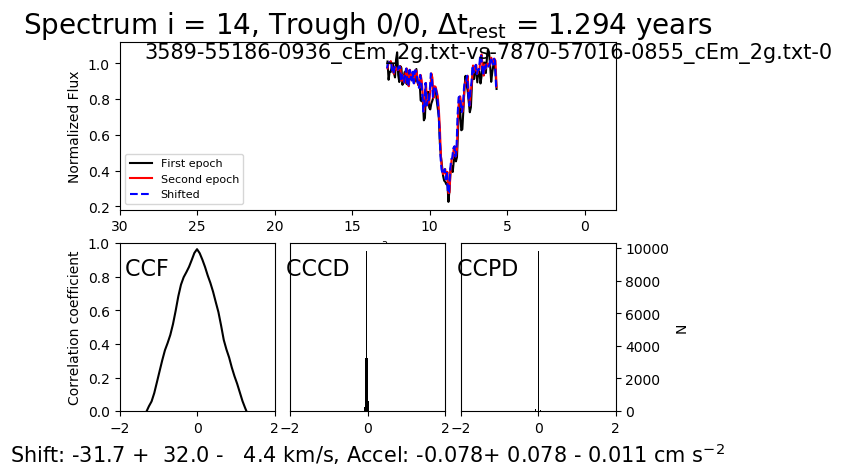 Spectrum i = 14, Trough 0/0, Δt_rest = 1.294 years
3589-55186-0936_cEm_2g.txt-vs-7870-57016-0855_cEm_2g.txt-0
Normalized Flux
1.0
0.8
0.6
0.4
0.2
First epoch
Second epoch
Shifted
30 25 20 15 10 5 0
Correlation coefficient
1.0
0.8
0.6
0.4
0.2
0.0
CCF
CCCD
CCPD
10000
8000
6000
4000
2000
0
N
−2 0 2
−2 0 2
−2 0 2
Shift: -31.7 + 32.0 - 4.4 km/s, Accel: -0.078+ 0.078 - 0.011 cm s⁻²